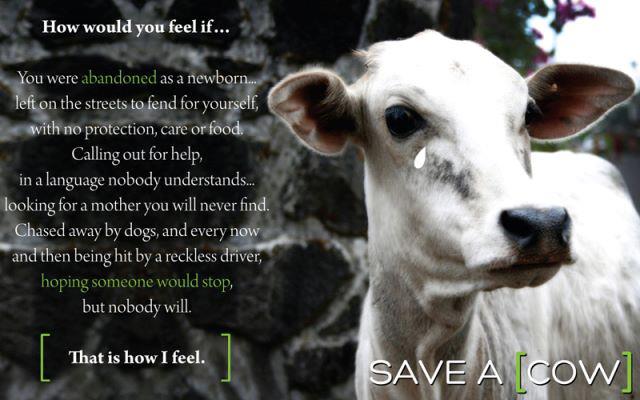 How would you feel if...
You were abandoned as a newborn...
left on the streets to fend for yourself,
with no protection, care or food.
Calling out for help,
in a language nobody understands...
looking for a mother you will never find.
Chased away by dogs, and every now
and then being hit by a reckless driver,
hoping someone would stop,
but nobody will.
[ That is how I feel. ]
SAVE A [COW]